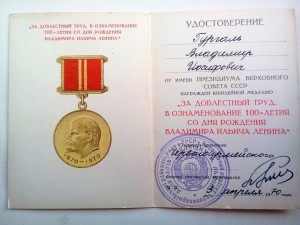 "ЗА ДОБЛЕСТНЫЙ ТРУД. В ОЗНАМЕНОВАНИЕ
100-ЛЕТИЯ СО ДНЯ РОЖДЕНИЯ
ВЛАДИМИРА ИЛЬИЧА ЛЕНИНА"
1870-1970
УДОСТОВЕРЕНИЕ
Гургаль
Владимир
Иосифович
ОТ ИМЕНИ ПРЕЗИДИУМА ВЕРХОВНОГО
СОВЕТА СССР
НАГРАЖДЕН ЮБИЛЕЙНОЙ МЕДАЛЬЮ
"ЗА ДОБЛЕСТНЫЙ ТРУД.
В ОЗНАМЕНОВАНИЕ 100-ЛЕТИЯ
СО ДНЯ РОЖДЕНИЯ
ВЛАДИМИРА ИЛЬИЧА ЛЕНИНА"
апреля 1970